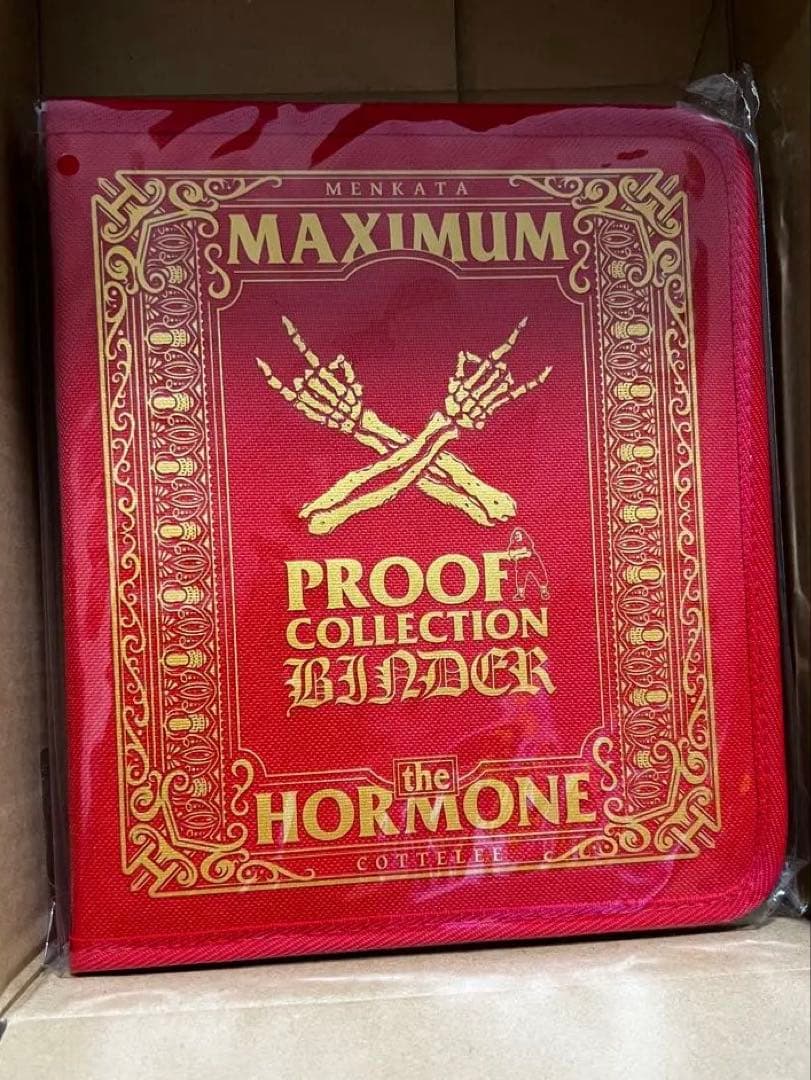 MENKATA
MAXIMUM
PROOF
COLLECTION
BINDER
the
HORMONE
COTTELEE